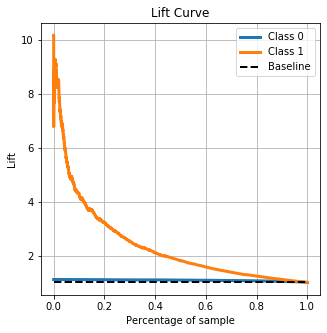 Lift Curve
Class 0
Class 1
Baseline
10
8
6
4
2
Lift
0.0 0.2 0.4 0.6 0.8 1.0
Percentage of sample